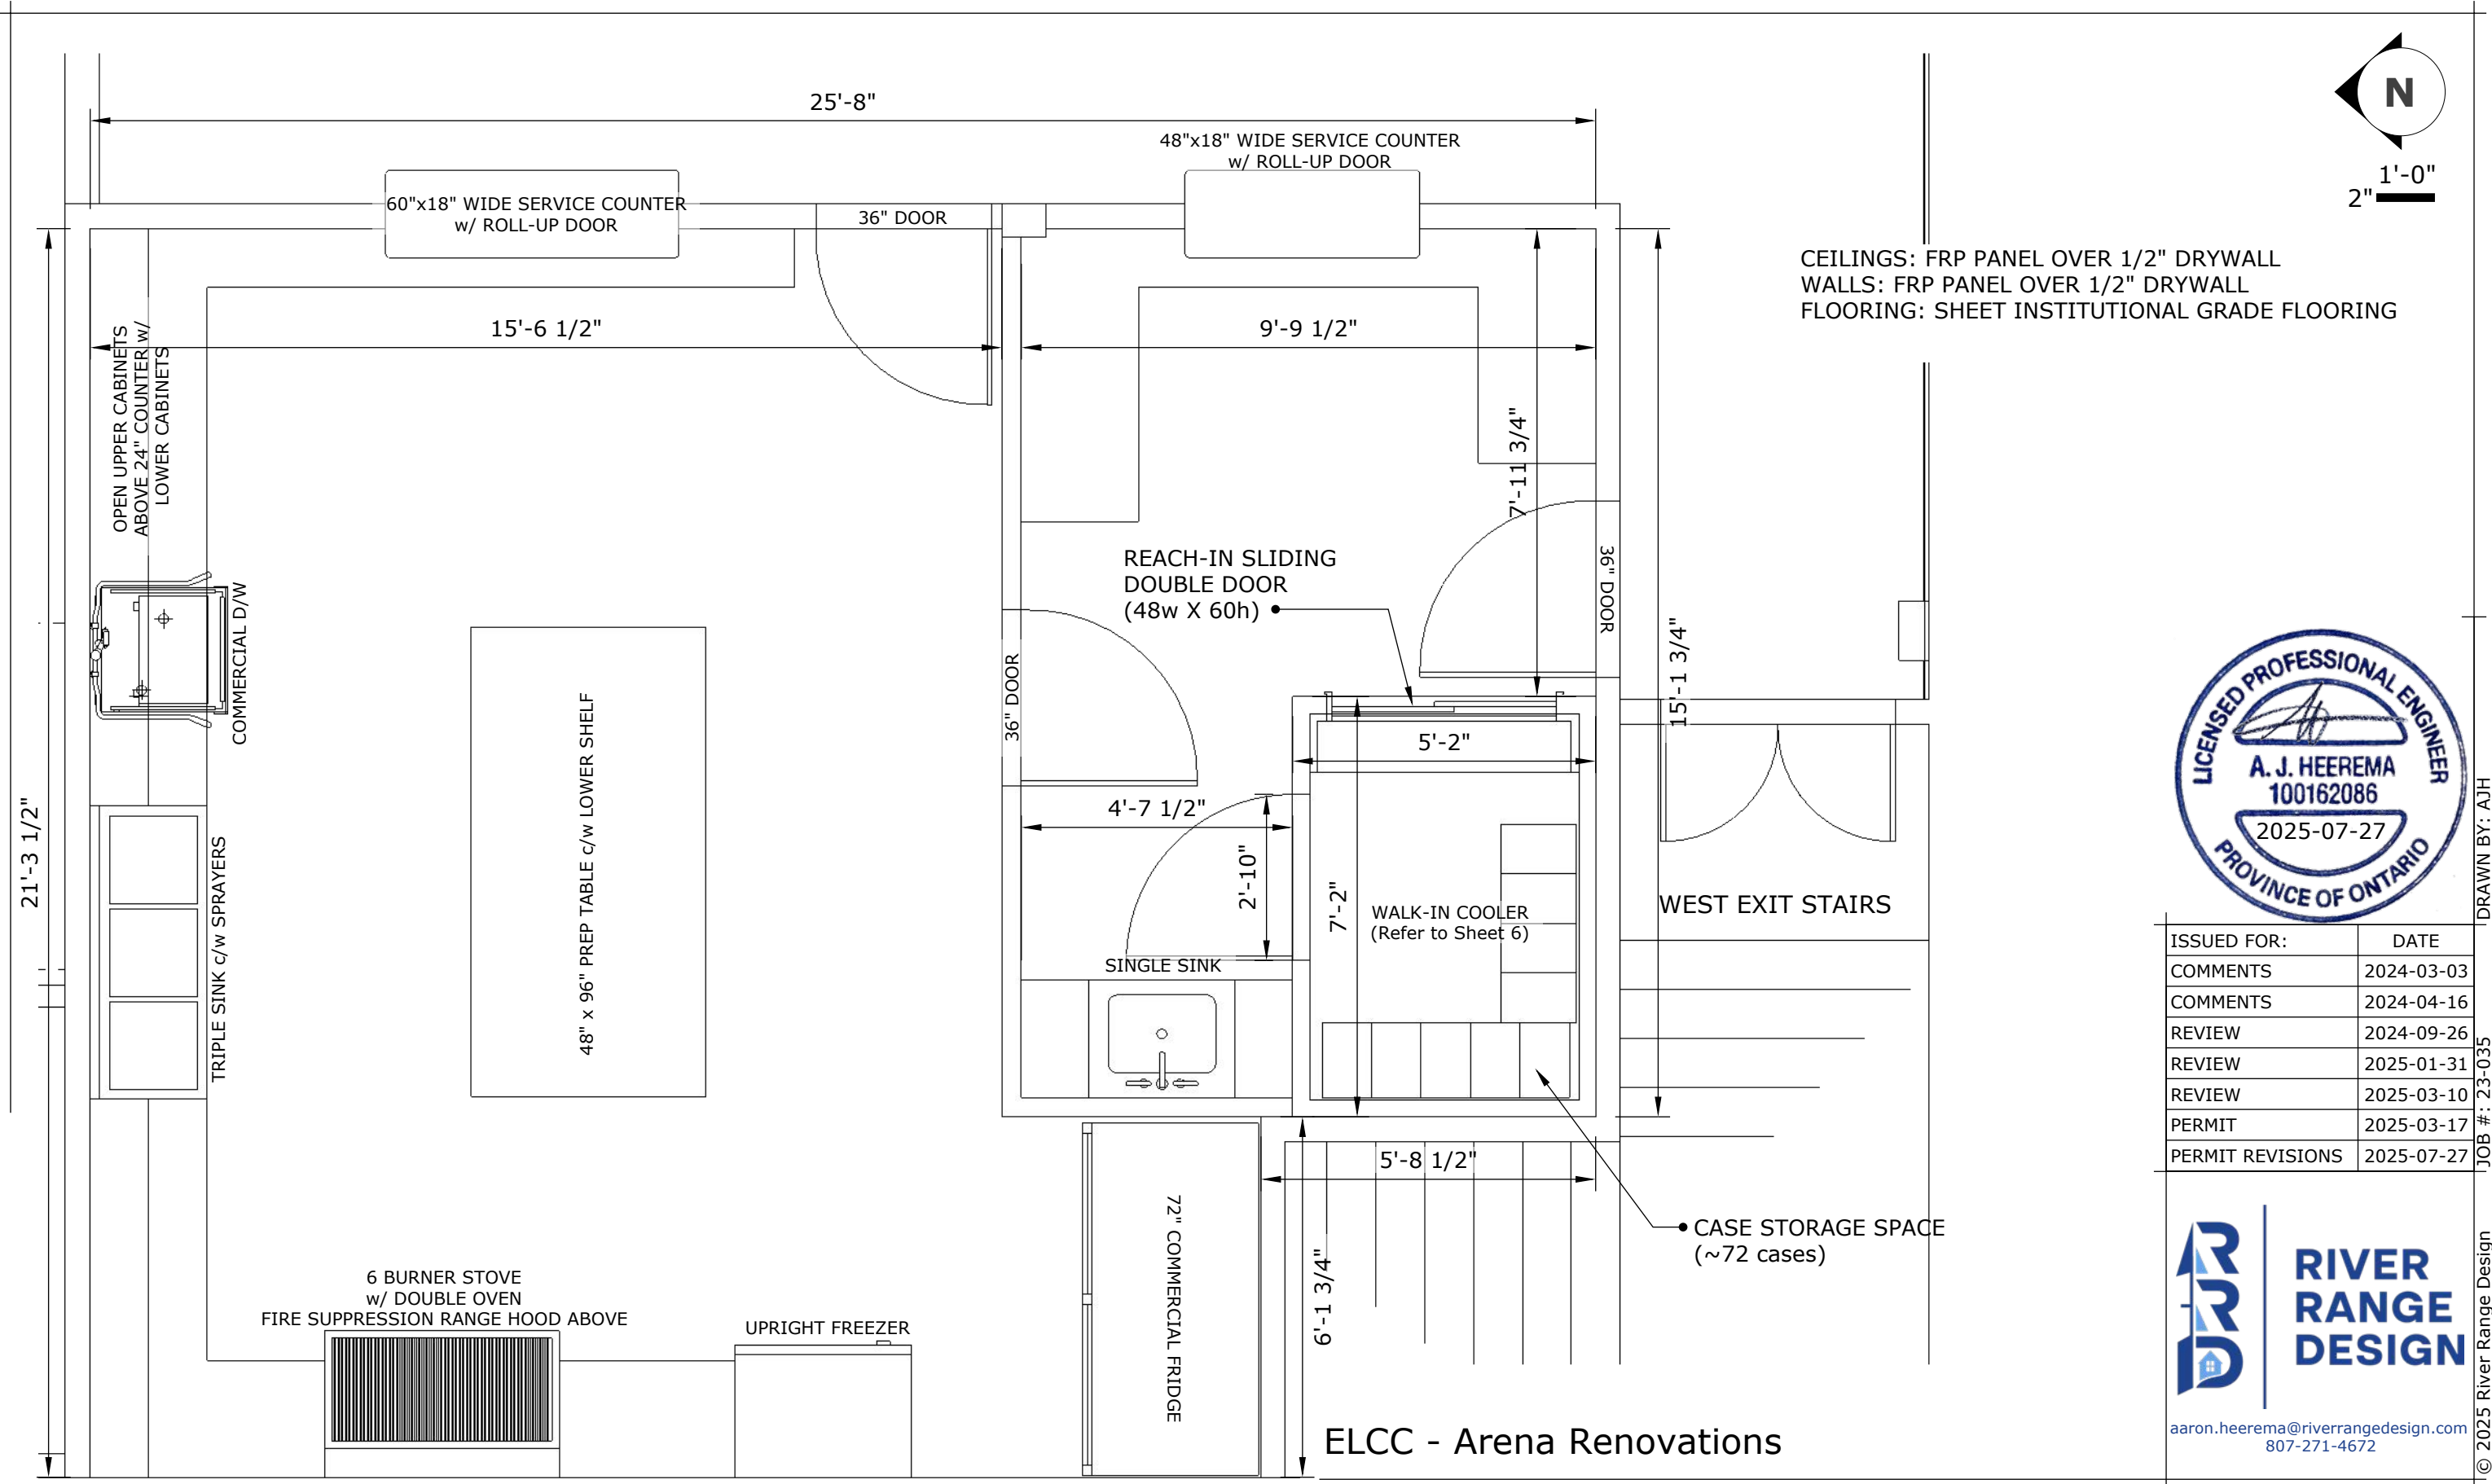 25'-8"
N
1'-0"
2"
48"x18" WIDE SERVICE COUNTER
w/ ROLL-UP DOOR
60"x18" WIDE SERVICE COUNTER
w/ ROLL-UP DOOR
36" DOOR
CEILINGS: FRP PANEL OVER 1/2" DRYWALL
WALLS: FRP PANEL OVER 1/2" DRYWALL
FLOORING: SHEET INSTITUTIONAL GRADE FLOORING
15'-6 1/2"
9'-9 1/2"
OPEN UPPER CABINETS
ABOVE 24" COUNTER w/
LOWER CABINETS
7'-11 3/4"
REACH-IN SLIDING
DOUBLE DOOR
(48w X 60h)
36" DOOR
COMMERCIAL D/W
36" DOOR
15'-1 3/4"
48" x 96" PREP TABLE c/w LOWER SHELF
5'-2"
4'-7 1/2"
2'-10"
7'-2"
21'-3 1/2"
TRIPLE SINK c/w SPRAYERS
WALK-IN COOLER
(Refer to Sheet 6)
WEST EXIT STAIRS
SINGLE SINK
5'-8 1/2"
72" COMMERCIAL FRIDGE
6'-1 3/4"
CASE STORAGE SPACE
(~72 cases)
6 BURNER STOVE
w/ DOUBLE OVEN
FIRE SUPPRESSION RANGE HOOD ABOVE
UPRIGHT FREEZER
ELCC - Arena Renovations
LICENSED PROFESSIONAL ENGINEER
A. J. HEEREMA
100162086
2025-07-27
PROVINCE OF ONTARIO
ISSUED FOR: DATE
COMMENTS 2024-03-03
COMMENTS 2024-04-16
REVIEW 2024-09-26
REVIEW 2025-01-31
REVIEW 2025-03-10
PERMIT 2025-03-17
PERMIT REVISIONS 2025-07-27
DRAWN BY: AJH
JOB #: 23-035
© 2025 River Range Design
RRD
RIVER
RANGE
DESIGN
aaron.heerema@riverrangedesign.com
807-271-4672